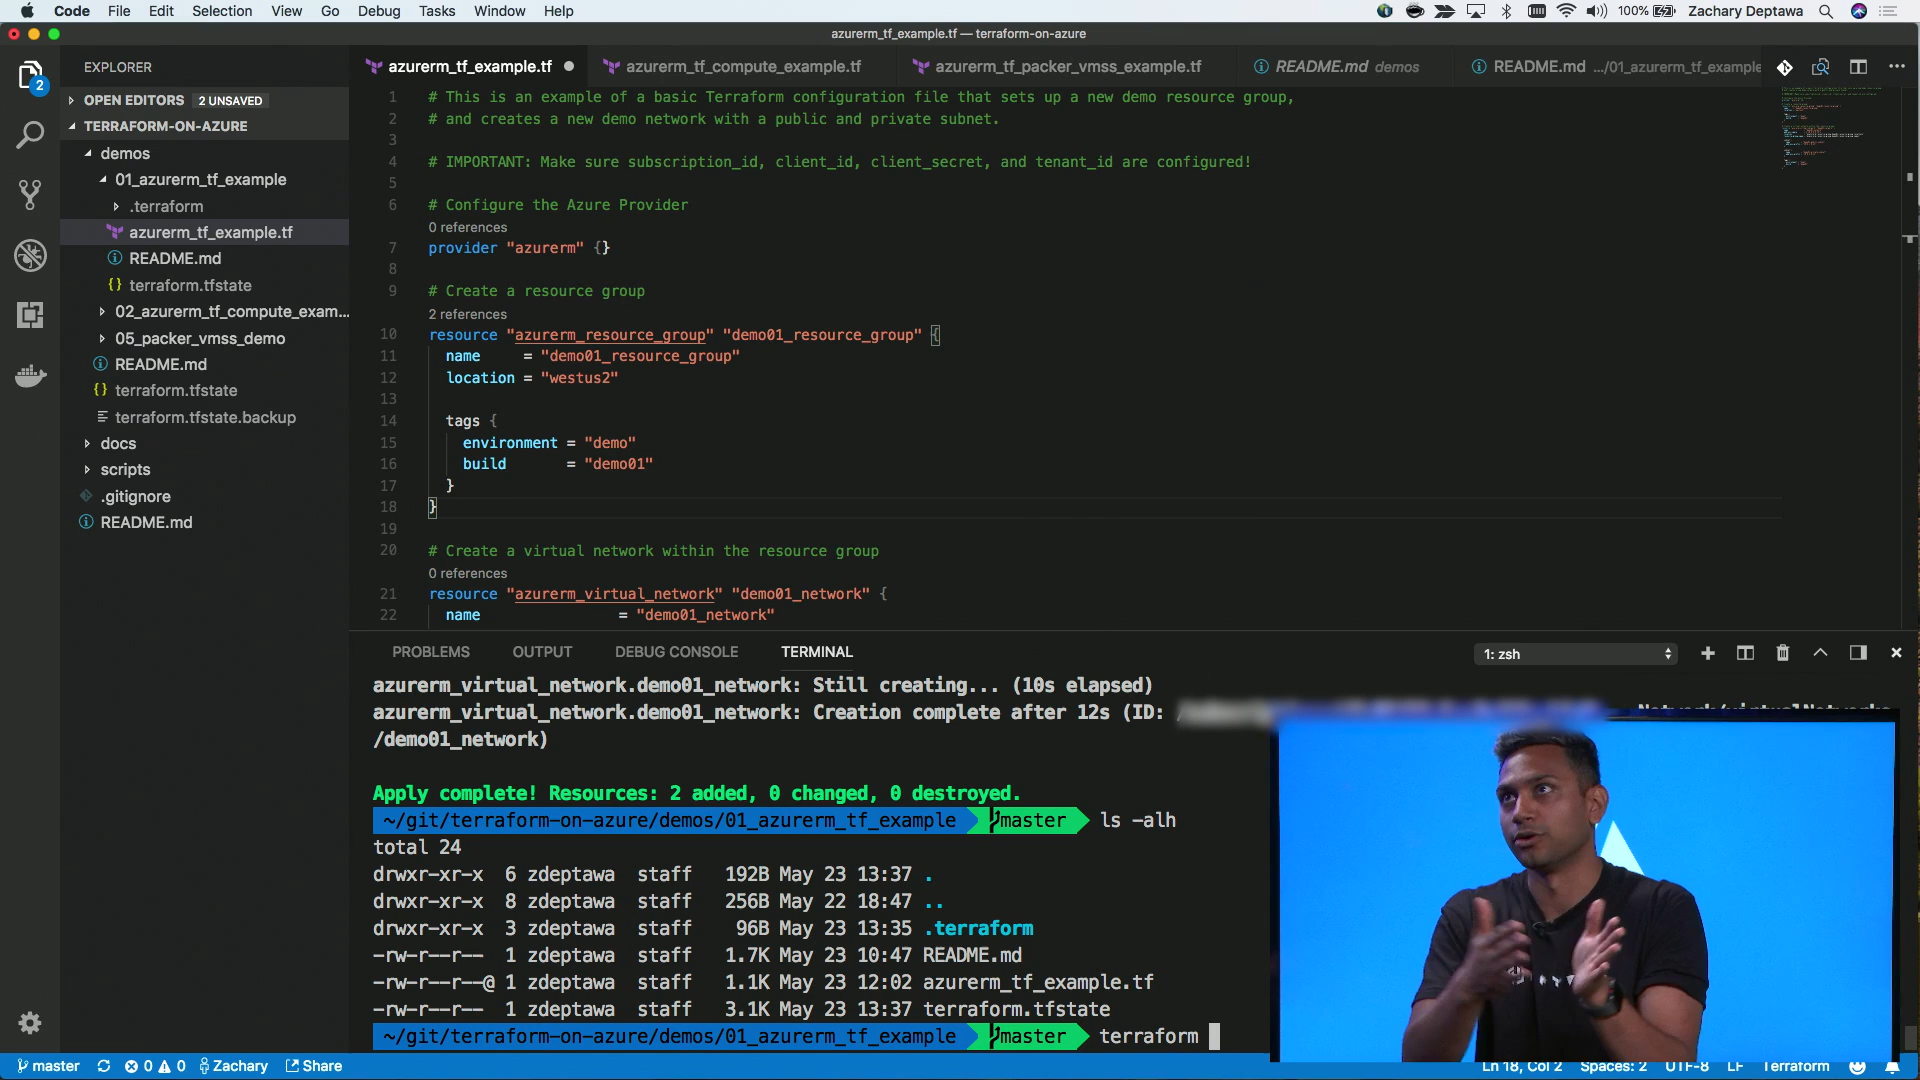 Code File Edit Selection View Go Debug Tasks Window Help 100% Zachary Deptawa
azurerm_tf_example.tf — terraform-on-azure
EXPLORER
azurerm_tf_example.tf azurerm_tf_compute_example.tf azurerm_tf_packer_vmss_example.tf README.md demos README.md .../01_azurerm_tf_example
2
OPEN EDITORS 2 UNSAVED
TERRAFORM-ON-AZURE
demos
01_azurerm_tf_example
.terraform
azurerm_tf_example.tf
README.md
terraform.tfstate
02_azurerm_tf_compute_exam...
05_packer_vmss_demo
README.md
terraform.tfstate
terraform.tfstate.backup
docs
scripts
.gitignore
README.md
1 # This is an example of a basic Terraform configuration file that sets up a new demo resource group,
2 # and creates a new demo network with a public and private subnet.
3
4 # IMPORTANT: Make sure subscription_id, client_id, client_secret, and tenant_id are configured!
5
6 # Configure the Azure Provider
0 references
7 provider "azurerm" {}
8
9 # Create a resource group
2 references
10 resource "azurerm_resource_group" "demo01_resource_group" {
11 name = "demo01_resource_group"
12 location = "westus2"
13
14 tags {
15 environment = "demo"
16 build = "demo01"
17 }
18 }
19
20 # Create a virtual network within the resource group
0 references
21 resource "azurerm_virtual_network" "demo01_network" {
22 name = "demo01_network"
PROBLEMS OUTPUT DEBUG CONSOLE TERMINAL 1: zsh
azurerm_virtual_network.demo01_network: Still creating... (10s elapsed)
azurerm_virtual_network.demo01_network: Creation complete after 12s (ID:
/demo01_network)
Apply complete! Resources: 2 added, 0 changed, 0 destroyed.
~/git/terraform-on-azure/demos/01_azurerm_tf_example master ls -alh
total 24
drwxr-xr-x 6 zdeptawa staff 192B May 23 13:37 .
drwxr-xr-x 8 zdeptawa staff 256B May 22 18:47 ..
drwxr-xr-x 3 zdeptawa staff 96B May 23 13:35 .terraform
-rw-r--r-- 1 zdeptawa staff 1.7K May 23 10:47 README.md
-rw-r--r--@ 1 zdeptawa staff 1.1K May 23 12:02 azurerm_tf_example.tf
-rw-r--r-- 1 zdeptawa staff 3.1K May 23 13:37 terraform.tfstate
~/git/terraform-on-azure/demos/01_azurerm_tf_example master terraform
master 0 0 Zachary Share Ln 18, Col 2 Spaces: 2 UTF-8 LF Terraform